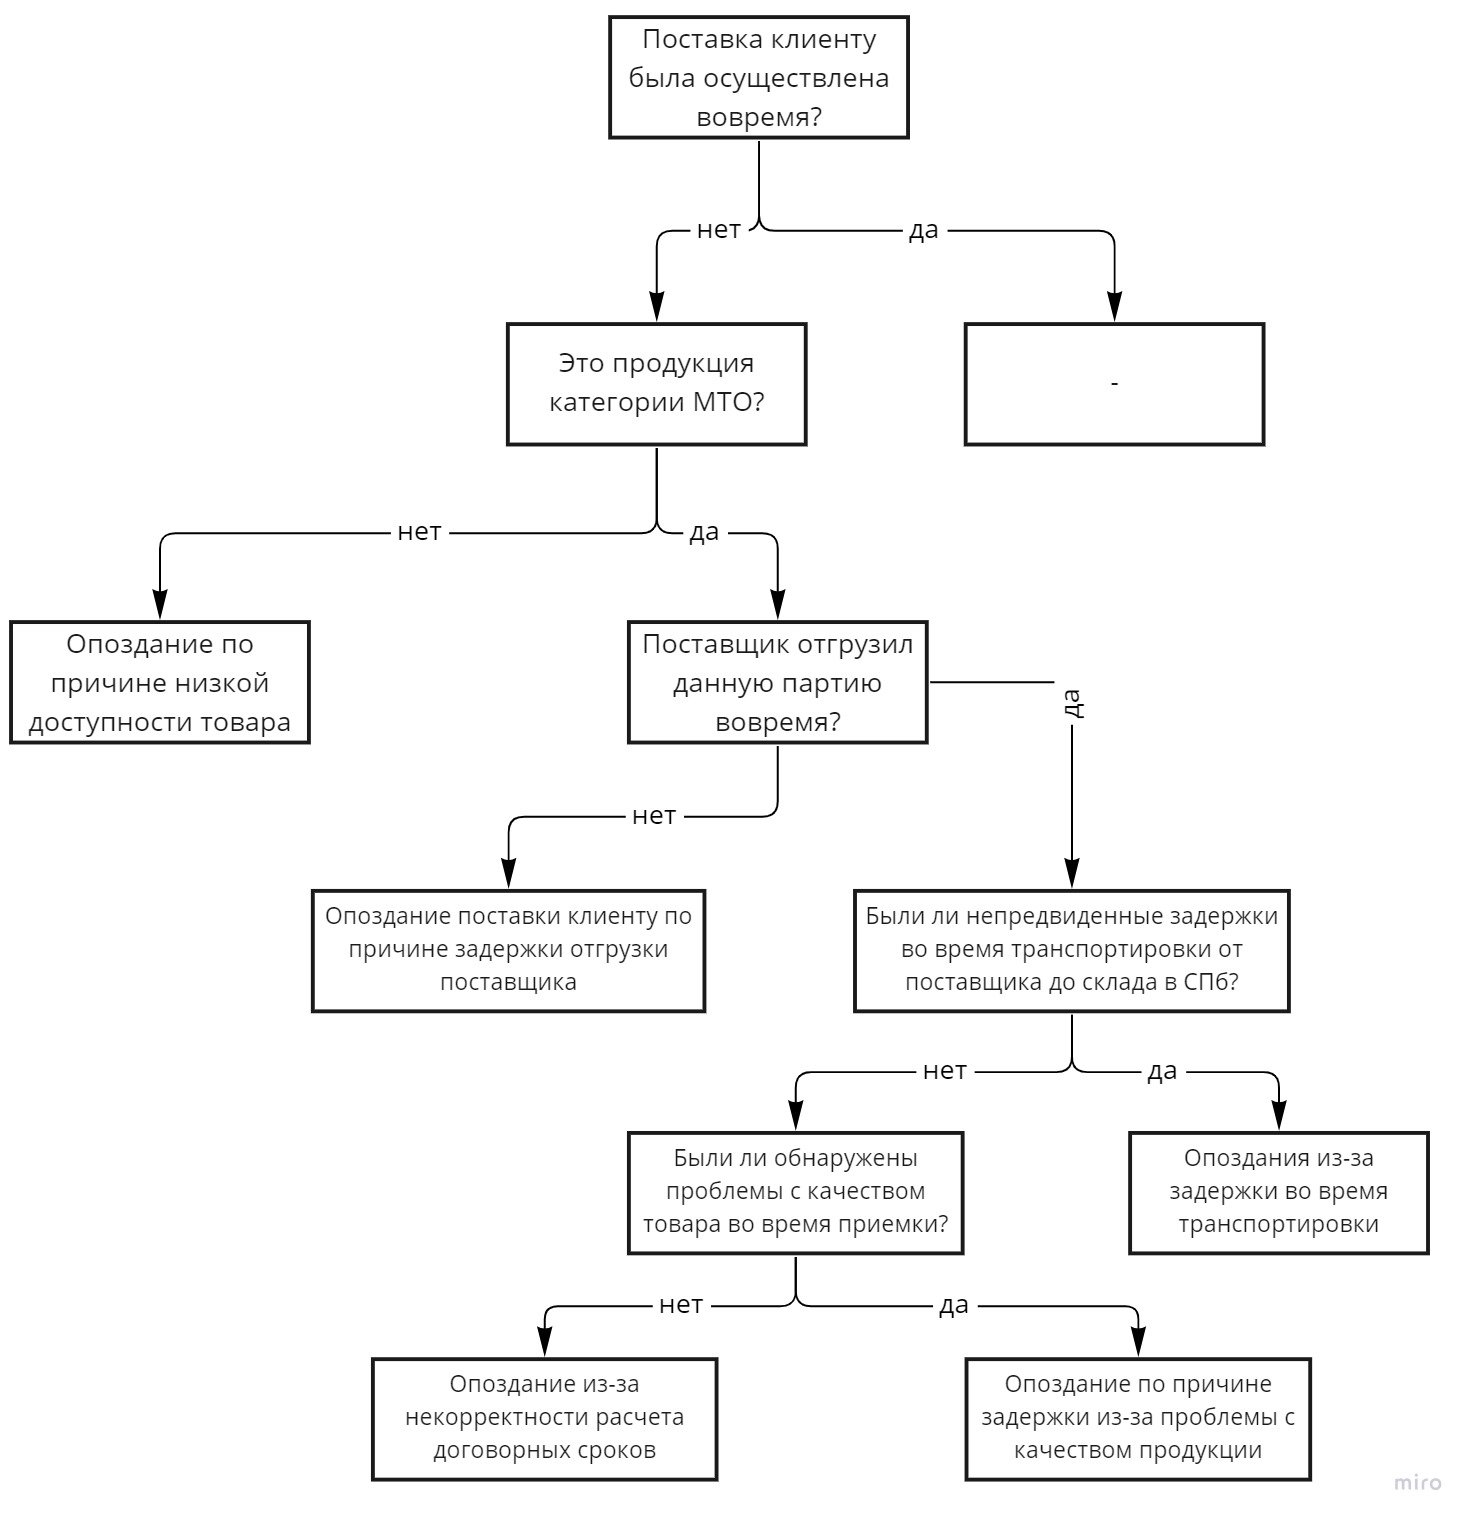 Поставка клиенту
была осуществлена
вовремя?
нет
да
Это продукция
категории МТО?
-
нет
да
Опоздание по
причине низкой
доступности товара
Поставщик отгрузил
данную партию
вовремя?
да
нет
Опоздание поставки клиенту по
причине задержки отгрузки
поставщика
Были ли непредвиденные задержки
во время транспортировки от
поставщика до склада в СПб?
нет
да
Были ли обнаружены
проблемы с качеством
товара во время приемки?
Опоздания из-за
задержки во время
транспортировки
нет
да
Опоздание из-за
некорректности расчета
договорных сроков
Опоздание по причине
задержки из-за проблемы с
качеством продукции
miro